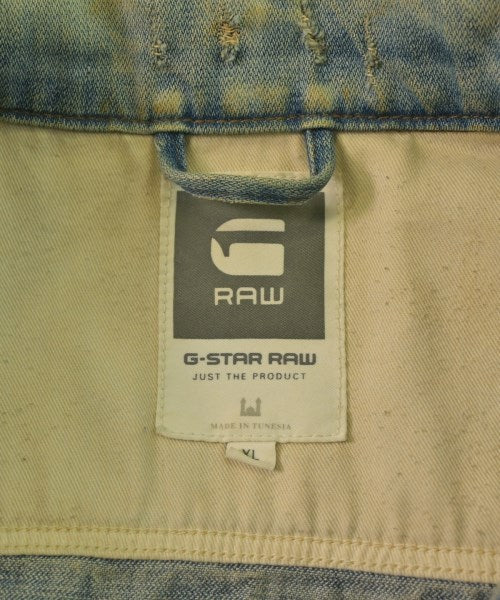 G
RAW
G-STAR RAW
JUST THE PRODUCT
MADE IN TUNESIA
XL